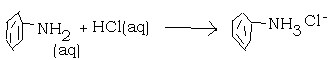 NH2 + HCl(aq) NH3 Cl-
(aq)